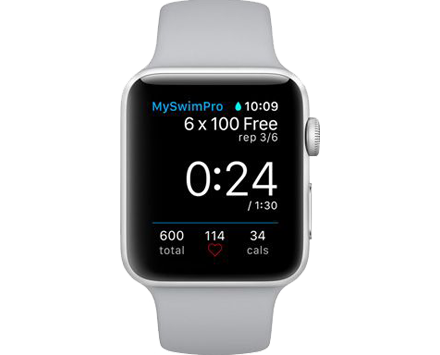 MySwimPro 10:09
6 x 100 Free
rep 3/6
0:24
/ 1:30
600 114 34
total cals